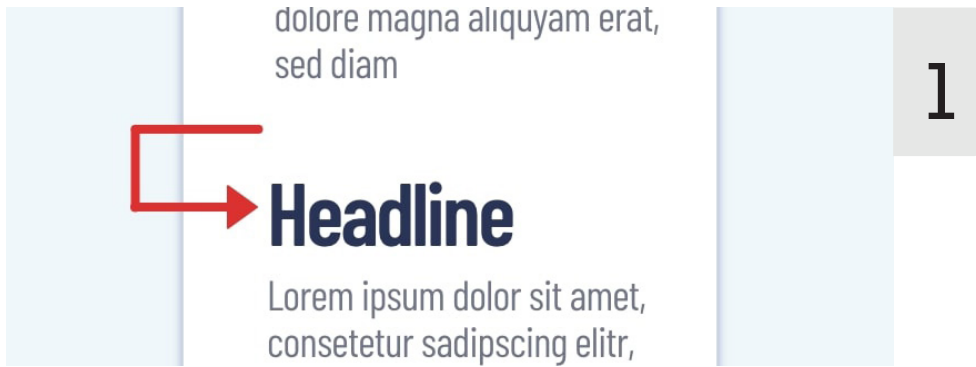 dolore magna aliquyam erat,
sed diam
1
Headline
Lorem ipsum dolor sit amet,
consetetur sadipscing elitr,